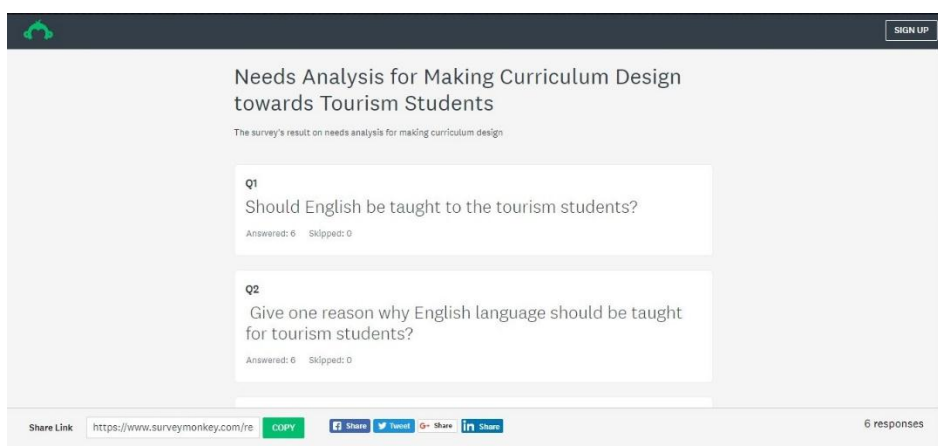 SIGN UP
Needs Analysis for Making Curriculum Design
towards Tourism Students
The survey's result on needs analysis for making curriculum design
Q1
Should English be taught to the tourism students?
Answered: 6 Skipped: 0
Q2
Give one reason why English language should be taught
for tourism students?
Answered: 6 Skipped: 0
Share Link https://www.surveymonkey.com/re COPY Share Tweet G+ Share in Share 6 responses